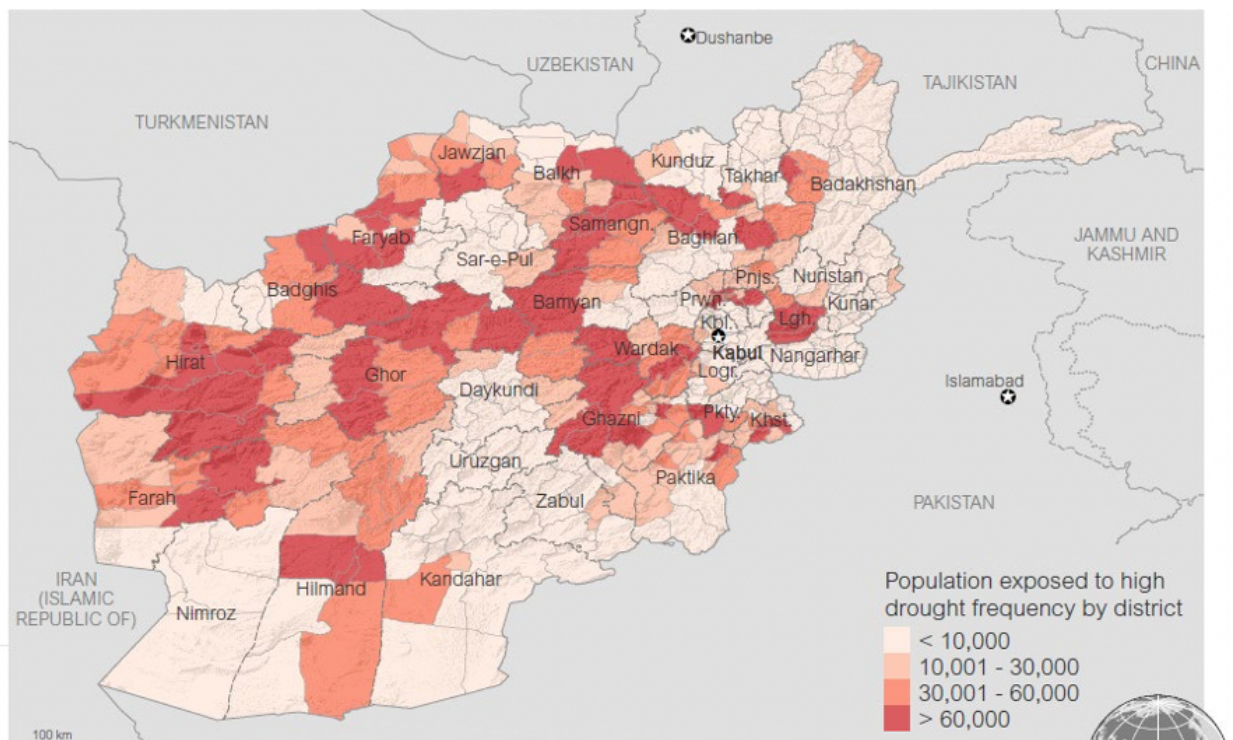 Dushanbe
CHINA
UZBEKISTAN
TAJIKISTAN
TURKMENISTAN
Jawzjan
Kunduz
Balkh
Takhar
Badakhshan
Samangn.
Faryab
Baghlan
JAMMU AND
KASHMIR
Sar-e-Pul
Pnjs.
Nuristan
Badghis
Bamyan
Prwn.
Kunar
Kbl.
Lgh.
Hirat
Wardak
Kabul
Nangarhar
Ghor
Logr.
Daykundi
Islamabad
Ghazni
Pkty.
Khst.
Uruzgan
Paktika
Farah
Zabul
PAKISTAN
IRAN
(ISLAMIC
REPUBLIC OF)
Hilmand
Kandahar
Nimroz
Population exposed to high
drought frequency by district
< 10,000
10,001 - 30,000
30,001 - 60,000
> 60,000
100 km